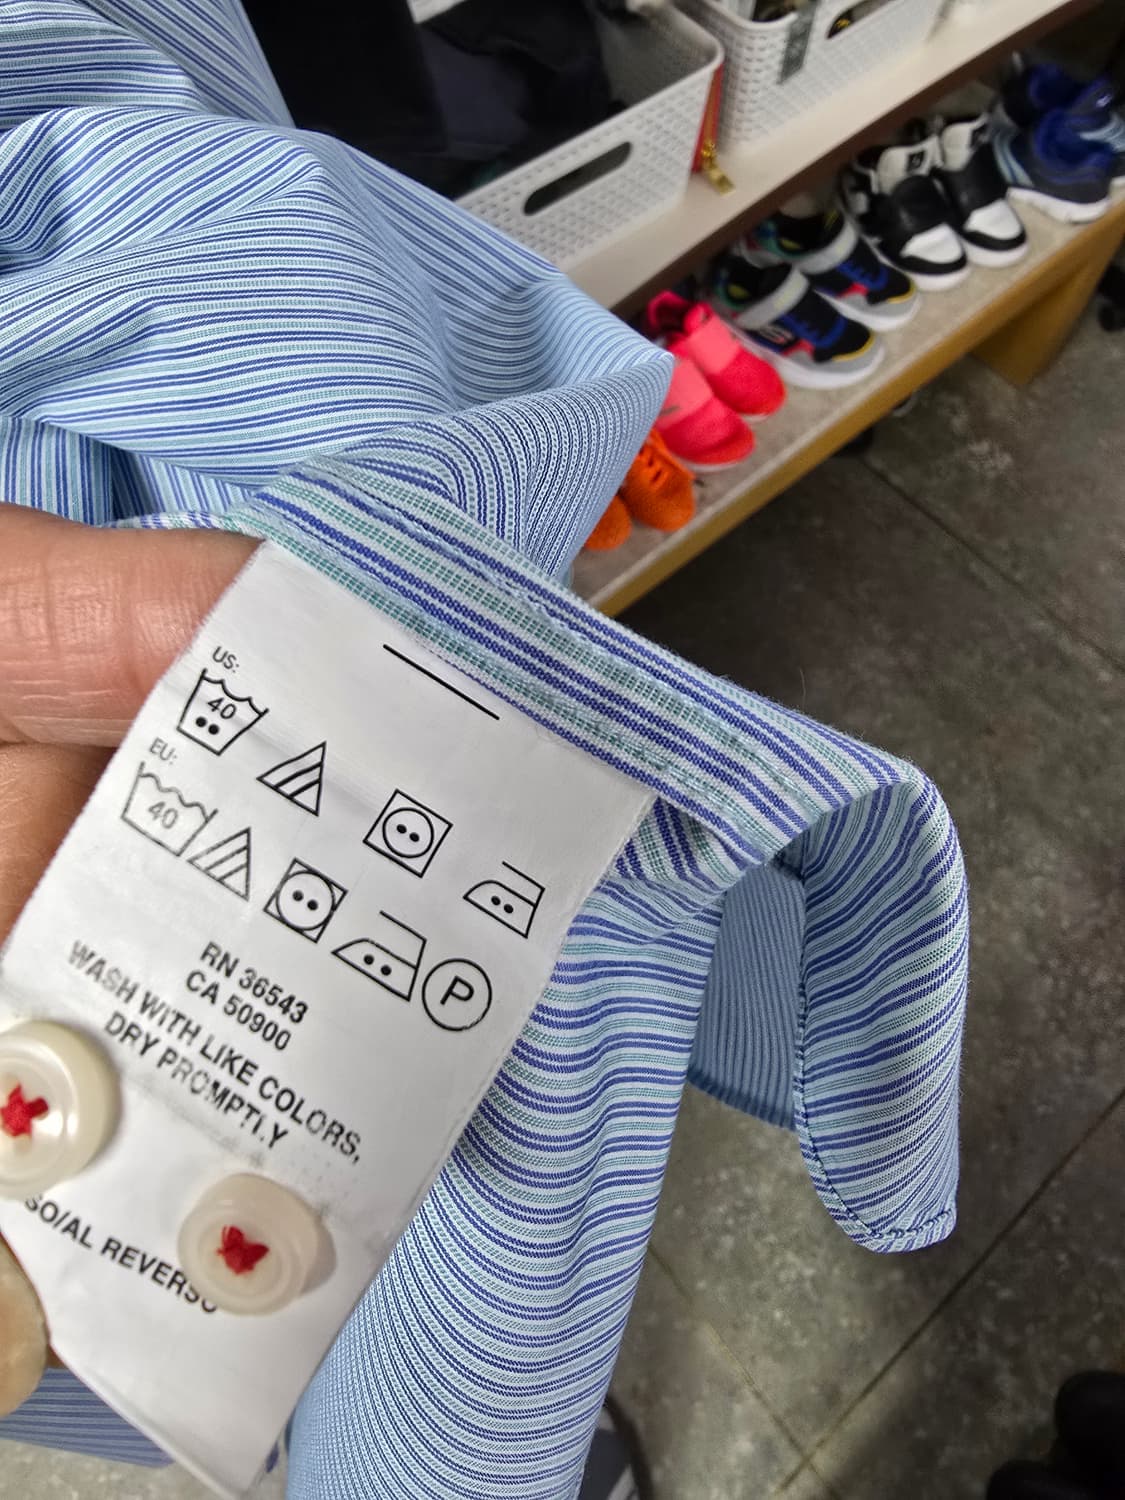 US:
40
EU:
40
P
RN 36543
CA 50900
WASH WITH LIKE COLORS,
DRY PROMPTLY
SO/AL REVERSO